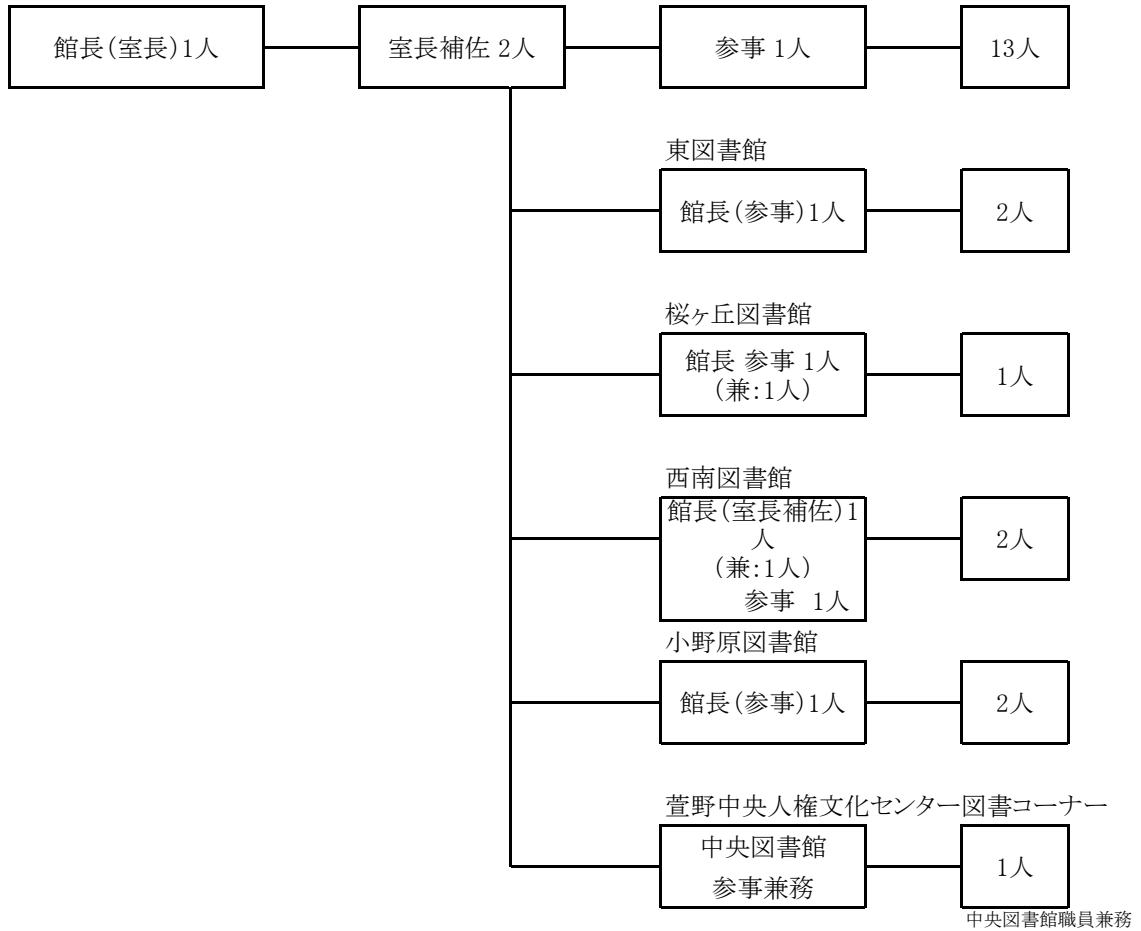 館長(室長)1人
室長補佐 2人
参事 1人
13人
東図書館
館長(参事)1人
2人
桜ヶ丘図書館
館長 参事 1人
(兼:1人)
1人
西南図書館
館長(室長補佐)1
人
(兼:1人)
参事 1人
2人
小野原図書館
館長(参事)1人
2人
萱野中央人権文化センター図書コーナー
中央図書館
参事兼務
1人
中央図書館職員兼務